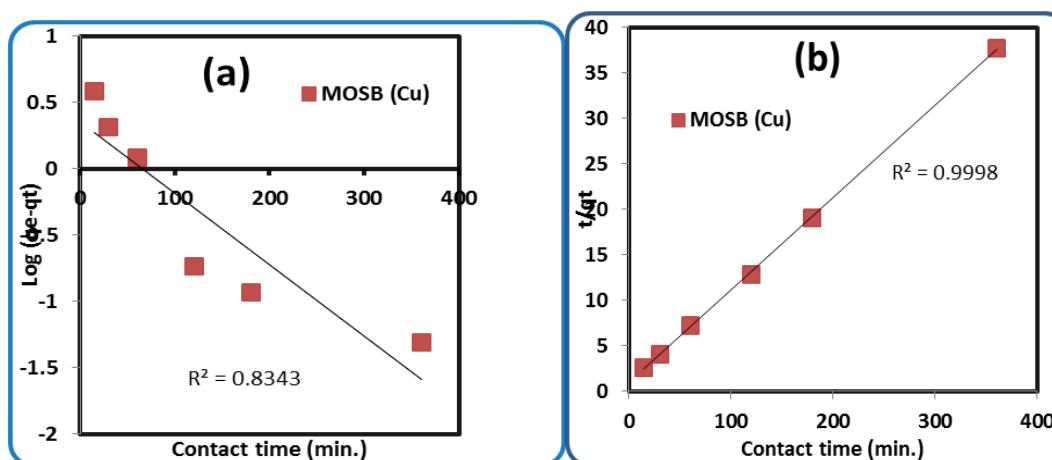 (a)
MOSB (Cu)
1
0.5
0
-0.5
-1
-1.5
-2
0
100
200
300
400
Log (qe-qt)
R² = 0.8343
Contact time (min.)
(b)
MOSB (Cu)
40
35
30
25
20
15
10
5
0
0
100
200
300
400
t/qt
R² = 0.9998
Contact time (min.)